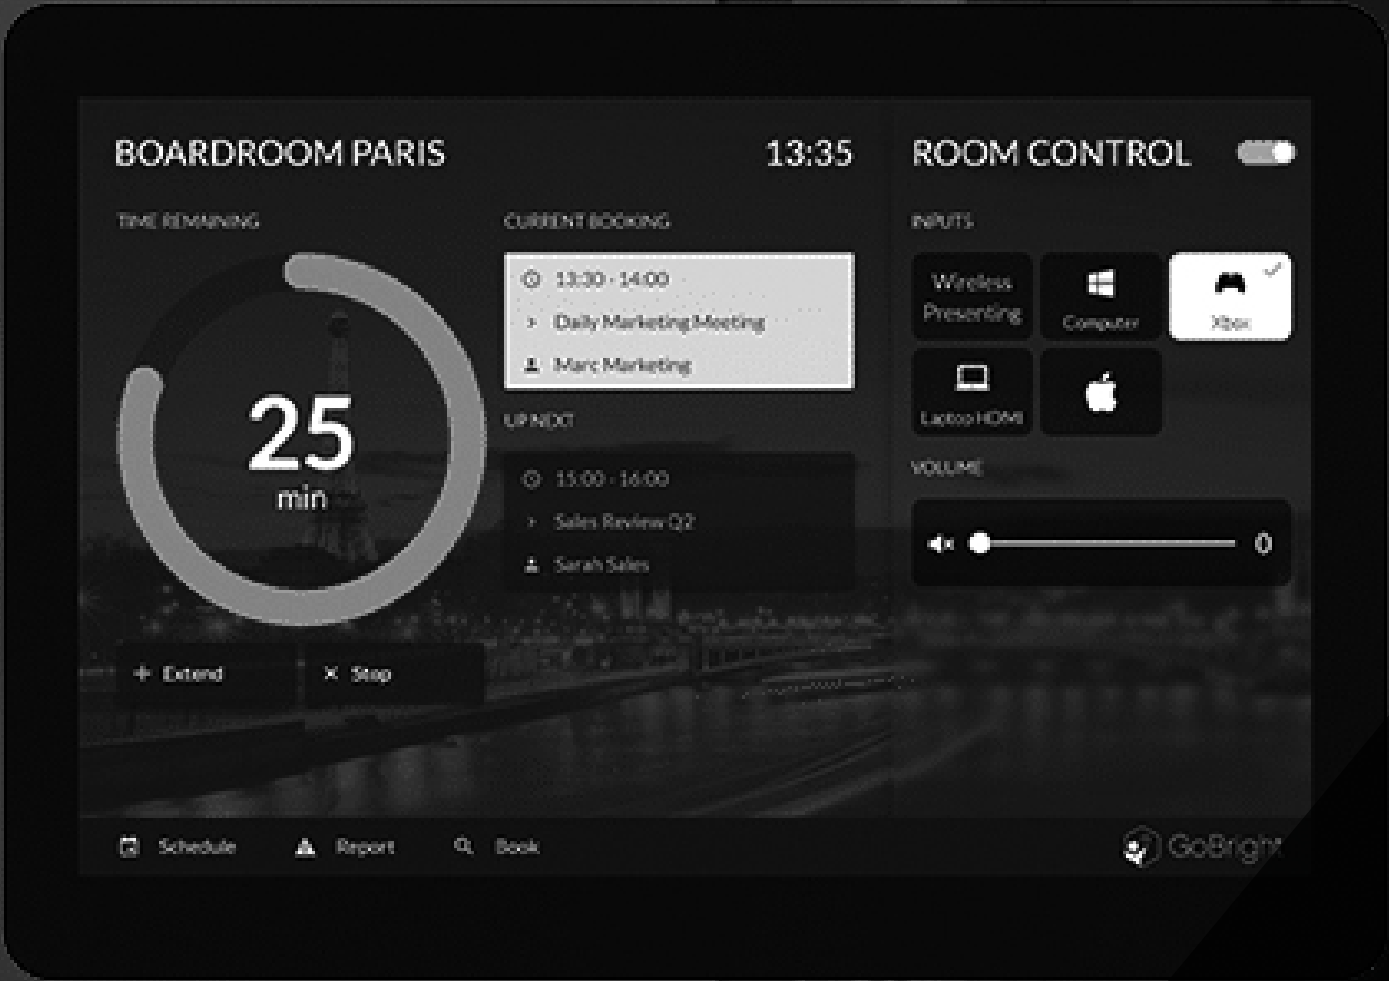 BOARDROOM PARIS
13:35
TIME REMAINING
25
min
Extend
Stop
CURRENT BOOKING
13:30 - 14:00
Daily Marketing Meeting
Marc Marketing
UP NEXT
15:00 - 16:00
Sales Review Q2
Sarah Sales
ROOM CONTROL
INPUTS
Wireless
Presenting
Computer
Xbox
Laptop HDMI
VOLUME
0
Schedule
Report
Book
GoBright